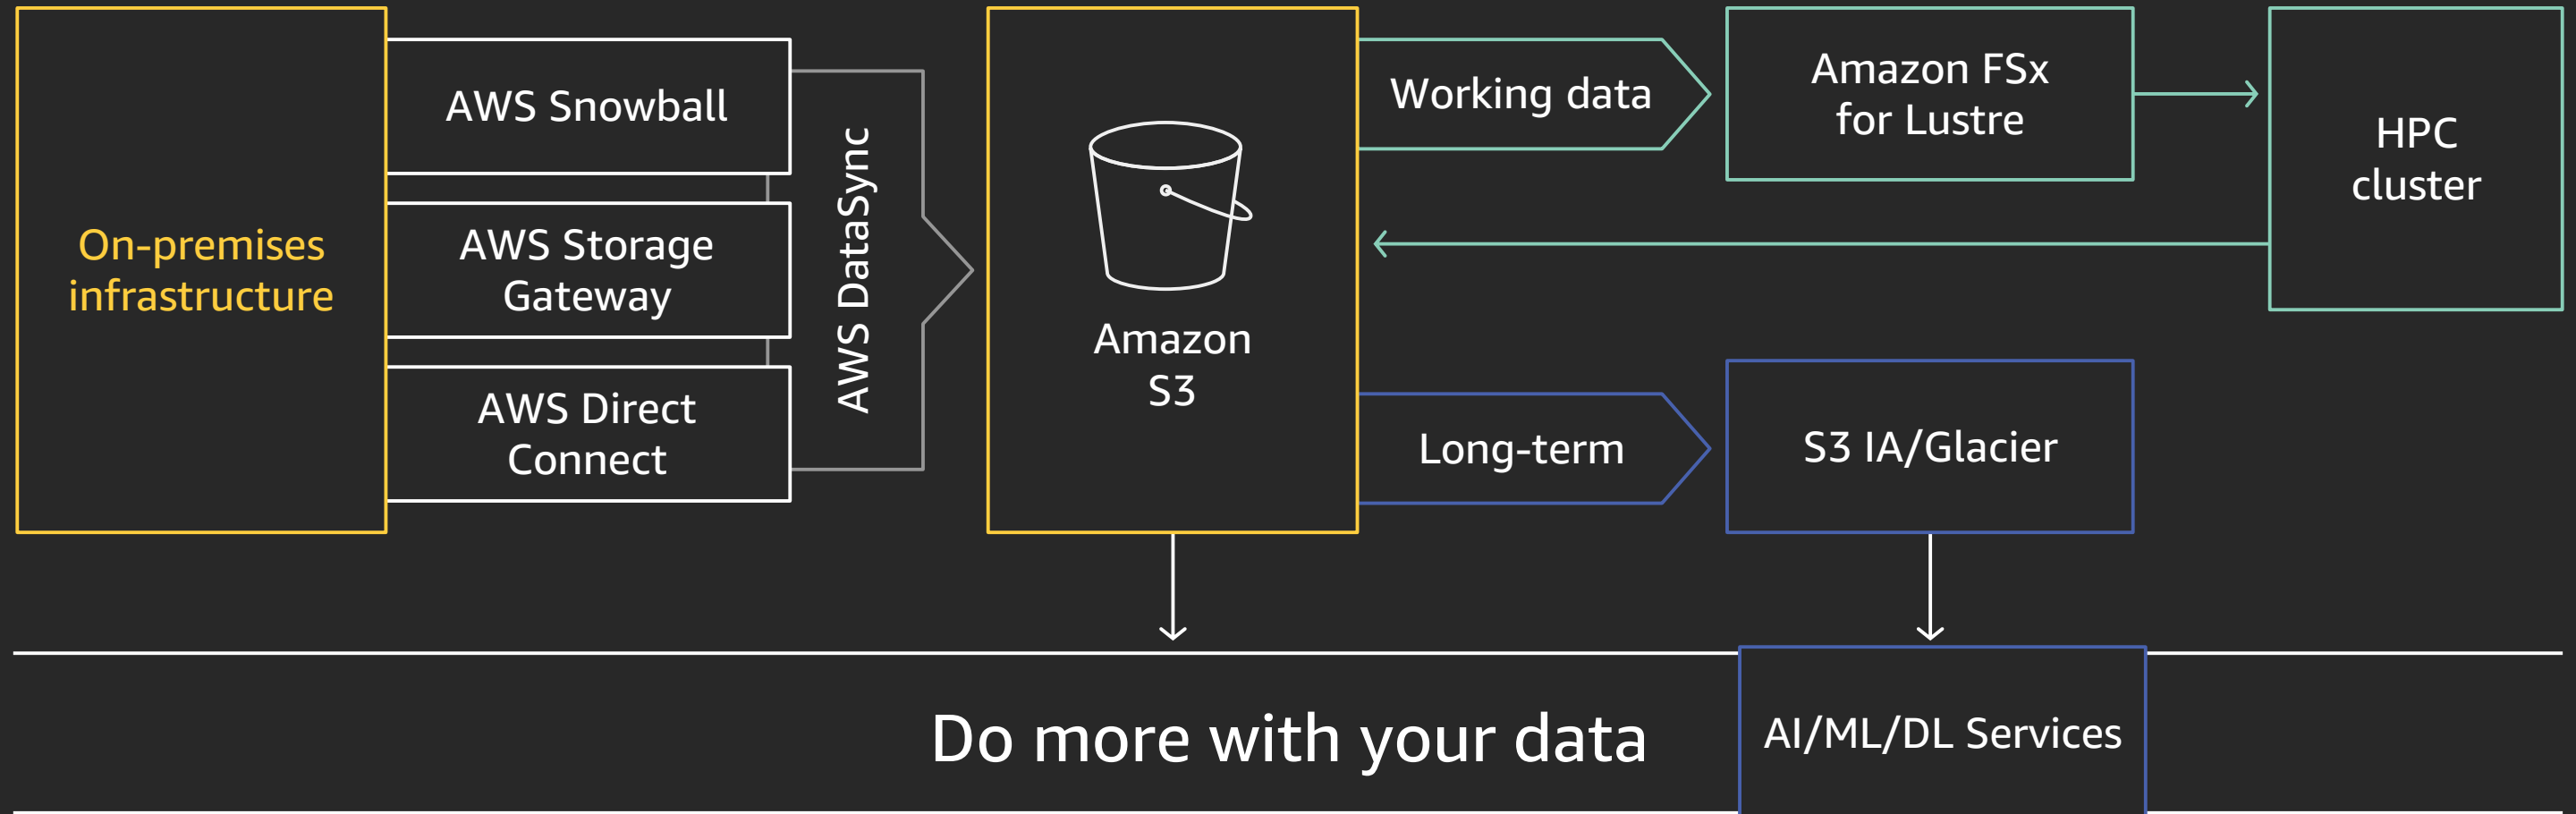 On-premises
infrastructure
AWS Snowball
AWS Storage
Gateway
AWS Direct
Connect
AWS DataSync
Amazon
S3
Working data
Amazon FSx
for Lustre
HPC
cluster
Long-term
S3 IA/Glacier
Do more with your data
AI/ML/DL Services